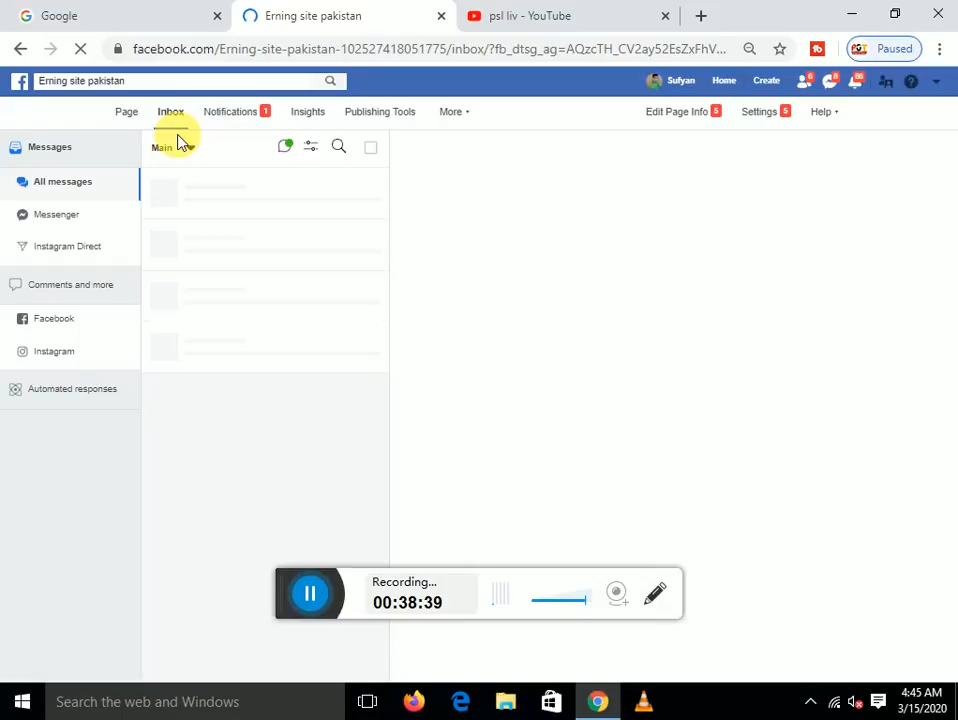 Google
Erning site pakistan
psl liv - YouTube
facebook.com/Erning-site-pakistan-102527418051775/inbox/?fb_dtsg_ag=AQzcTH_CV2ay52EsZxFhV...
Paused
Erning site pakistan
Sufyan
Home
Create
6
8
86
Page
Inbox
Notifications 1
Insights
Publishing Tools
More
Edit Page Info 5
Settings 5
Help
Messages
Main
All messages
Messenger
Instagram Direct
Comments and more
Facebook
Instagram
Automated responses
Recording...
00:38:39
Search the web and Windows
4:45 AM
3/15/2020